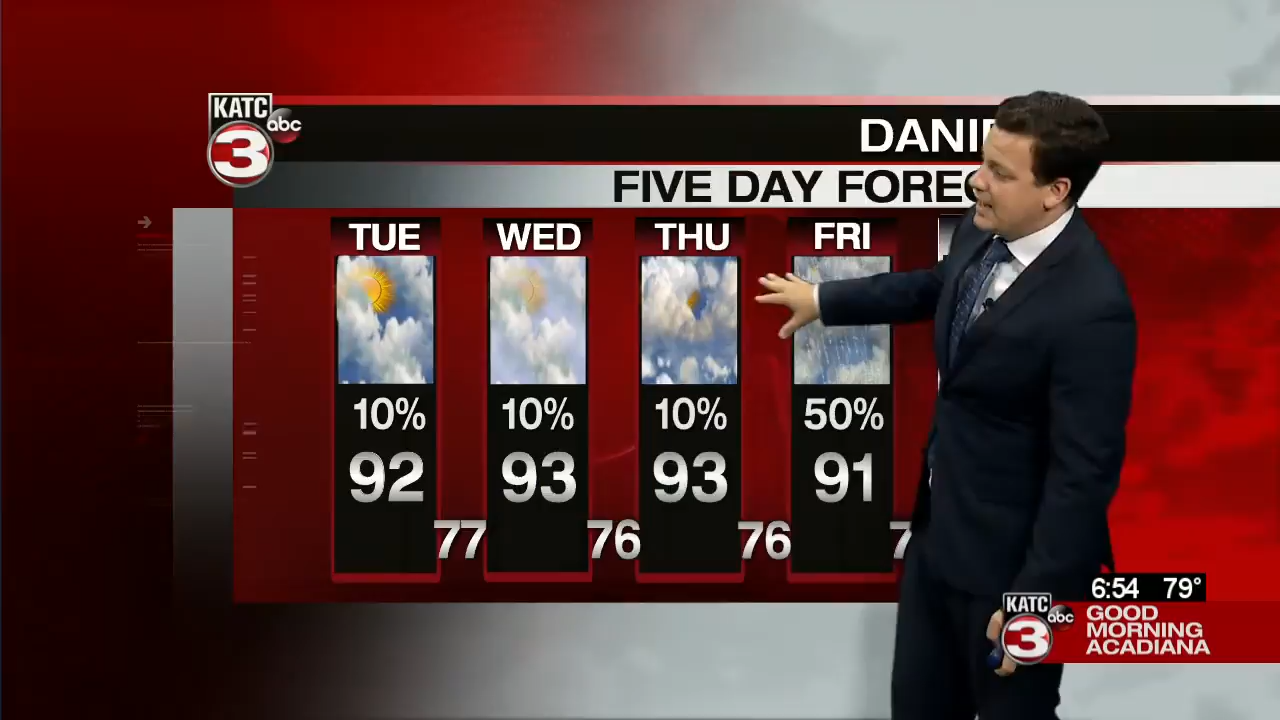 KATC
abc
3
DANI
FIVE DAY FOREC
TUE WED THU FRI
10% 10% 10% 50%
92 93 93 91
77 76 76 7
6:54 79°
KATC
abc
3
GOOD
MORNING
ACADIANA